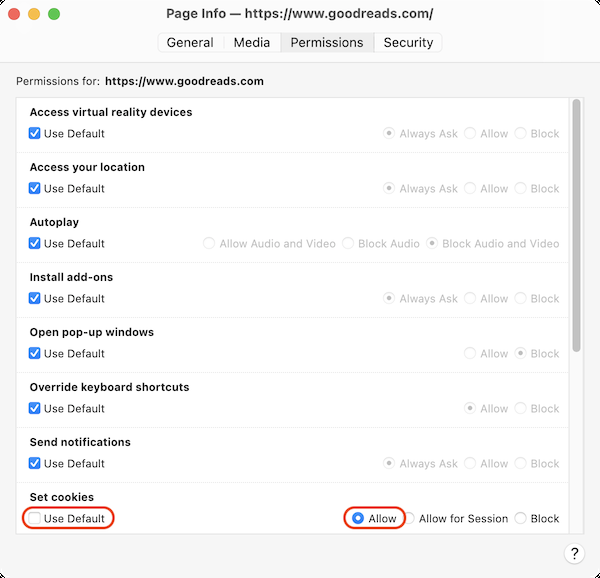 Page Info — https://www.goodreads.com/
General Media Permissions Security
Permissions for: https://www.goodreads.com
Access virtual reality devices
Use Default Always Ask Allow Block
Access your location
Use Default Always Ask Allow Block
Autoplay
Use Default Allow Audio and Video Block Audio Block Audio and Video
Install add-ons
Use Default Always Ask Allow Block
Open pop-up windows
Use Default Allow Block
Override keyboard shortcuts
Use Default Allow Block
Send notifications
Use Default Always Ask Allow Block
Set cookies
Use Default Allow Allow for Session Block
?